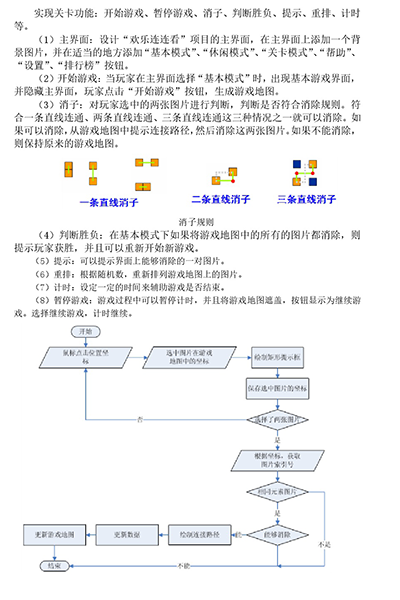 实现关卡功能：开始游戏、暂停游戏、消子、判断胜负、提示、重排、计时
等。
（1）主界面：设计“欢乐连连看”项目的主界面，在主界面上添加一个背
景图片，并在适当的地方添加“基本模式”、“休闲模式”、“关卡模式”、“帮助”、
“设置”、“排行榜”按钮。
（2）开始游戏：当玩家在主界面选择“基本模式”时，出现基本游戏界面，
并隐藏主界面，玩家点击“开始游戏”按钮，生成游戏地图。
（3）消子：对玩家选中的两张图片进行判断，判断是否符合消除规则。符
合一条直线连通、两条直线连通、三条直线连通这三种情况之一就可以消除。如
果可以消除，从游戏地图中提示连接路径，然后消除这两张图片。如果不能消除，
则保持原来的游戏地图。
一条直线消子
二条直线消子
三条直线消子
消子规则
（4）判断胜负：在基本模式下如果将游戏地图中的所有的图片都消除，则
提示玩家获胜，并且可以重新开始新游戏。
（5）提示：可以提示界面上能够消除的一对图片。
（6）重排：根据随机数，重新排列游戏地图上的图片。
（7）计时：设定一定的时间来辅助游戏是否结束。
（8）暂停游戏：游戏过程中可以暂停计时，并且将游戏地图遮盖，按钮显示为继续游
戏。选择继续游戏，计时继续。
开始
鼠标点击位置坐
标
选中图片在游戏
地图中的坐标
绘制矩形提示框
保存选中图片的坐标
否
选择了两张图片
是
根据坐标，获取
图片索引号
相同元素图片
是
更新游戏地图
更新数据
绘制连接路径
能
能够消除
不是
结束
不能